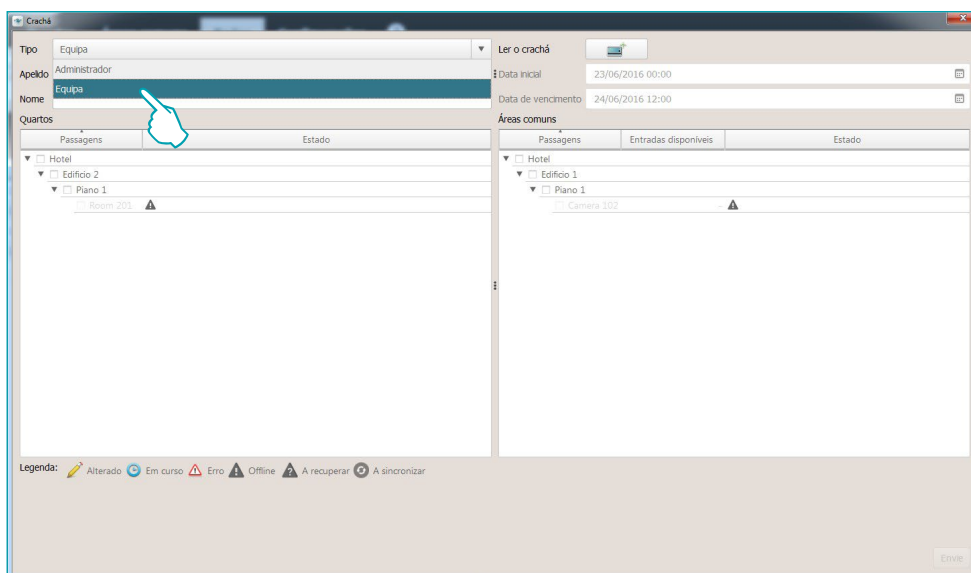 Crachá
Tipo Equipa
Administrador
Equipa
Apelido
Nome
Ler o crachá
Data inicial 23/06/2016 00:00
Data de vencimento 24/06/2016 12:00
Quartos
Passagens Estado
Hotel
Edificio 2
Piano 1
Room 201
Áreas comuns
Passagens Entradas disponíveis Estado
Hotel
Edificio 1
Piano 1
Camera 102 -
Legenda: Alterado Em curso Erro Offline A recuperar A sincronizar
Envie